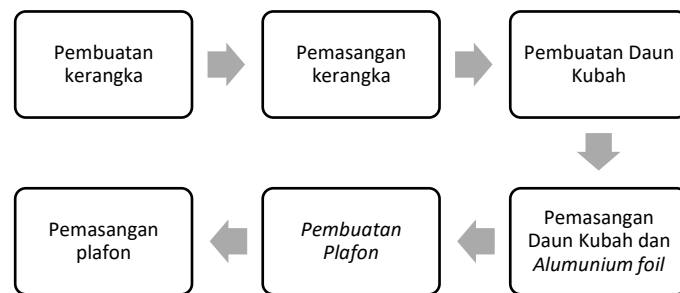 Pembuatan
kerangka
Pemasangan
kerangka
Pembuatan Daun
Kubah
Pemasangan
Daun Kubah dan
Alumunium foil
Pembuatan
Plafon
Pemasangan
plafon